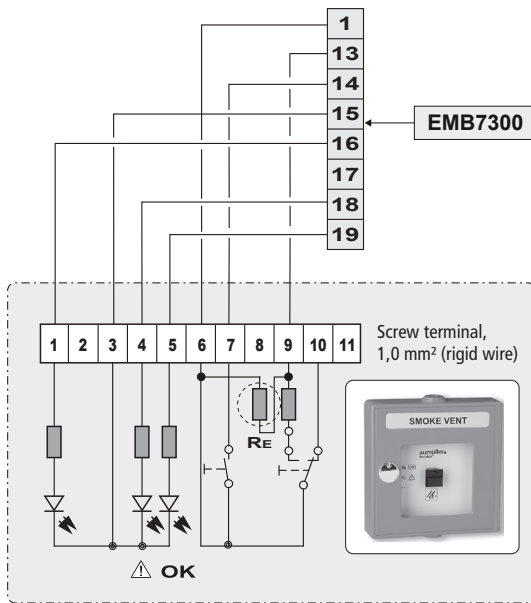 1
13
14
15
16
17
18
19
EMB7300
1 2 3 4 5 6 7 8 9 10 11
Screw terminal,
1,0 mm² (rigid wire)
RE
OK
SMOKE VENT
aumüller